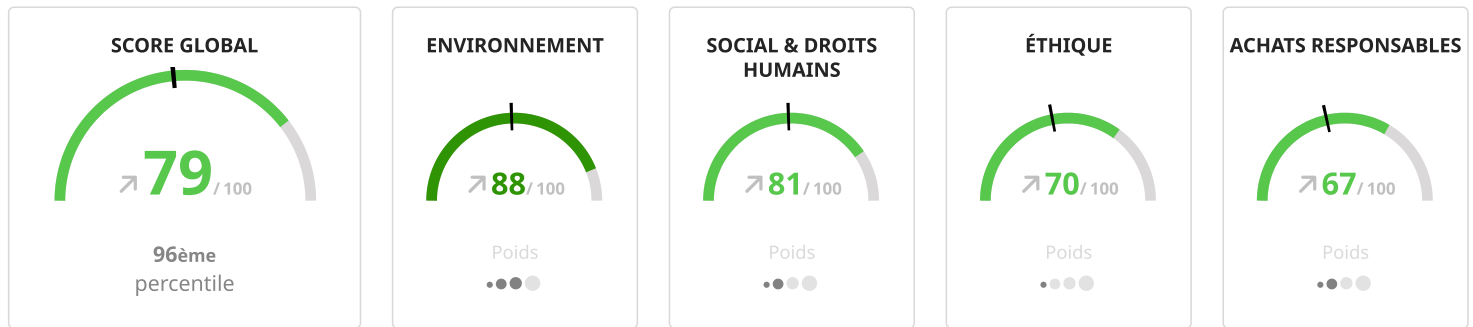 SCORE GLOBAL
79 / 100
96ème
percentile
ENVIRONNEMENT
88 / 100
Poids
SOCIAL & DROITS
HUMAINS
81 / 100
Poids
ÉTHIQUE
70 / 100
Poids
ACHATS RESPONSABLES
67 / 100
Poids